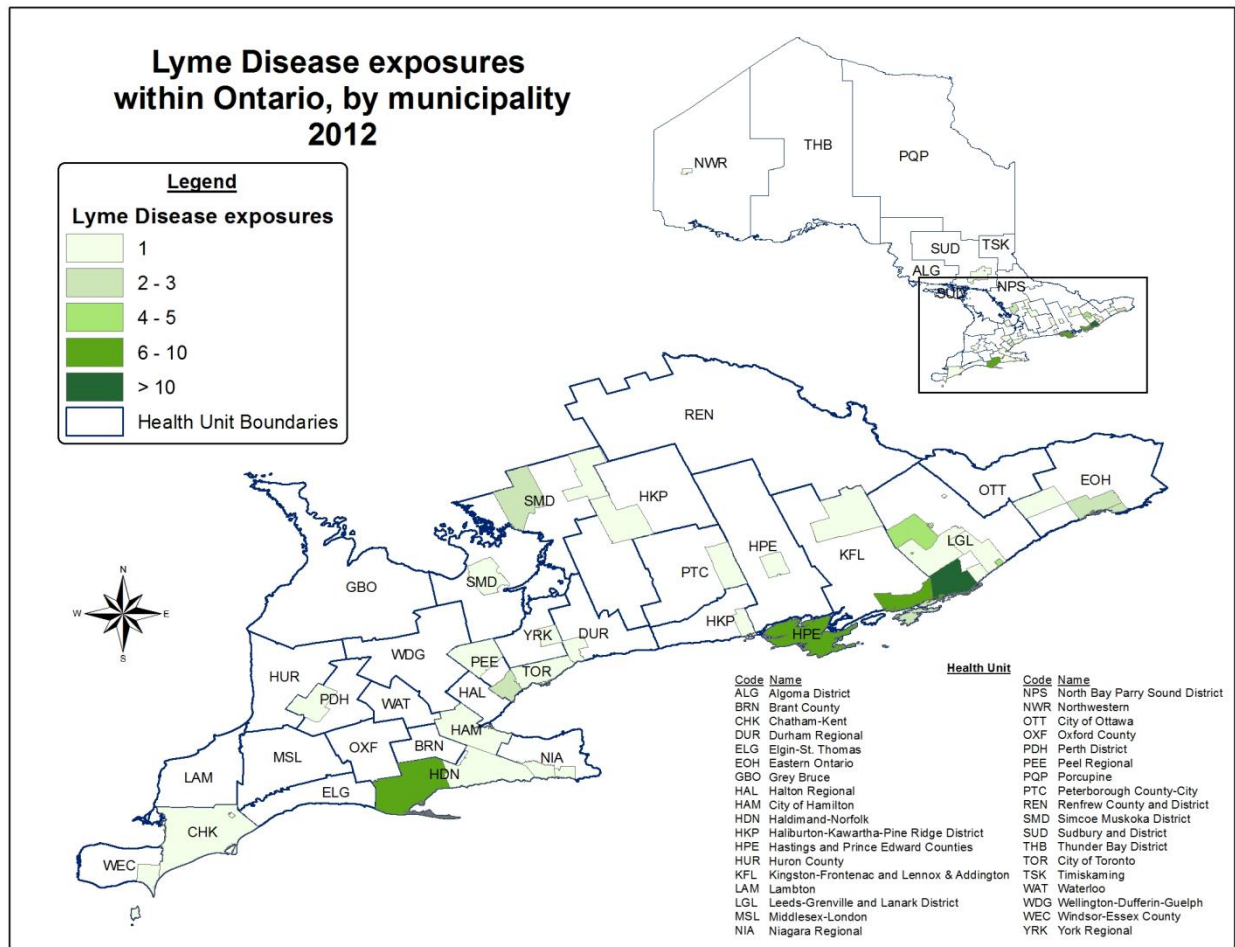 Lyme Disease exposures
within Ontario, by municipality
2012
Legend
Lyme Disease exposures
1
2 - 3
4 - 5
6 - 10
> 10
Health Unit Boundaries
NWR
THB
PQP
SUD
TSK
ALG
SUD
NPS
REN
SMD
HKP
OTT
EOH
LGL
KFL
HPE
PTC
GBO
SMD
HKP
HPE
YRK
DUR
WDG
PEE
TOR
HUR
PDH
WAT
HAL
HAM
OXF
BRN
MSL
NIA
LAM
ELG
HDN
CHK
WEC
N
W
E
S
Health Unit
Code Name
ALG Algoma District
BRN Brant County
CHK Chatham-Kent
DUR Durham Regional
ELG Elgin-St. Thomas
EOH Eastern Ontario
GBO Grey Bruce
HAL Halton Regional
HAM City of Hamilton
HDN Haldimand-Norfolk
HKP Haliburton-Kawartha-Pine Ridge District
HPE Hastings and Prince Edward Counties
HUR Huron County
KFL Kingston-Frontenac and Lennox & Addington
LAM Lambton
LGL Leeds-Grenville and Lanark District
MSL Middlesex-London
NIA Niagara Regional
Code Name
NPS North Bay Parry Sound District
NWR Northwestern
OTT City of Ottawa
OXF Oxford County
PDH Perth District
PEE Peel Regional
PQP Porcupine
PTC Peterborough County-City
REN Renfrew County and District
SMD Simcoe Muskoka District
SUD Sudbury and District
THB Thunder Bay District
TOR City of Toronto
TSK Timiskaming
WAT Waterloo
WDG Wellington-Dufferin-Guelph
WEC Windsor-Essex County
YRK York Regional